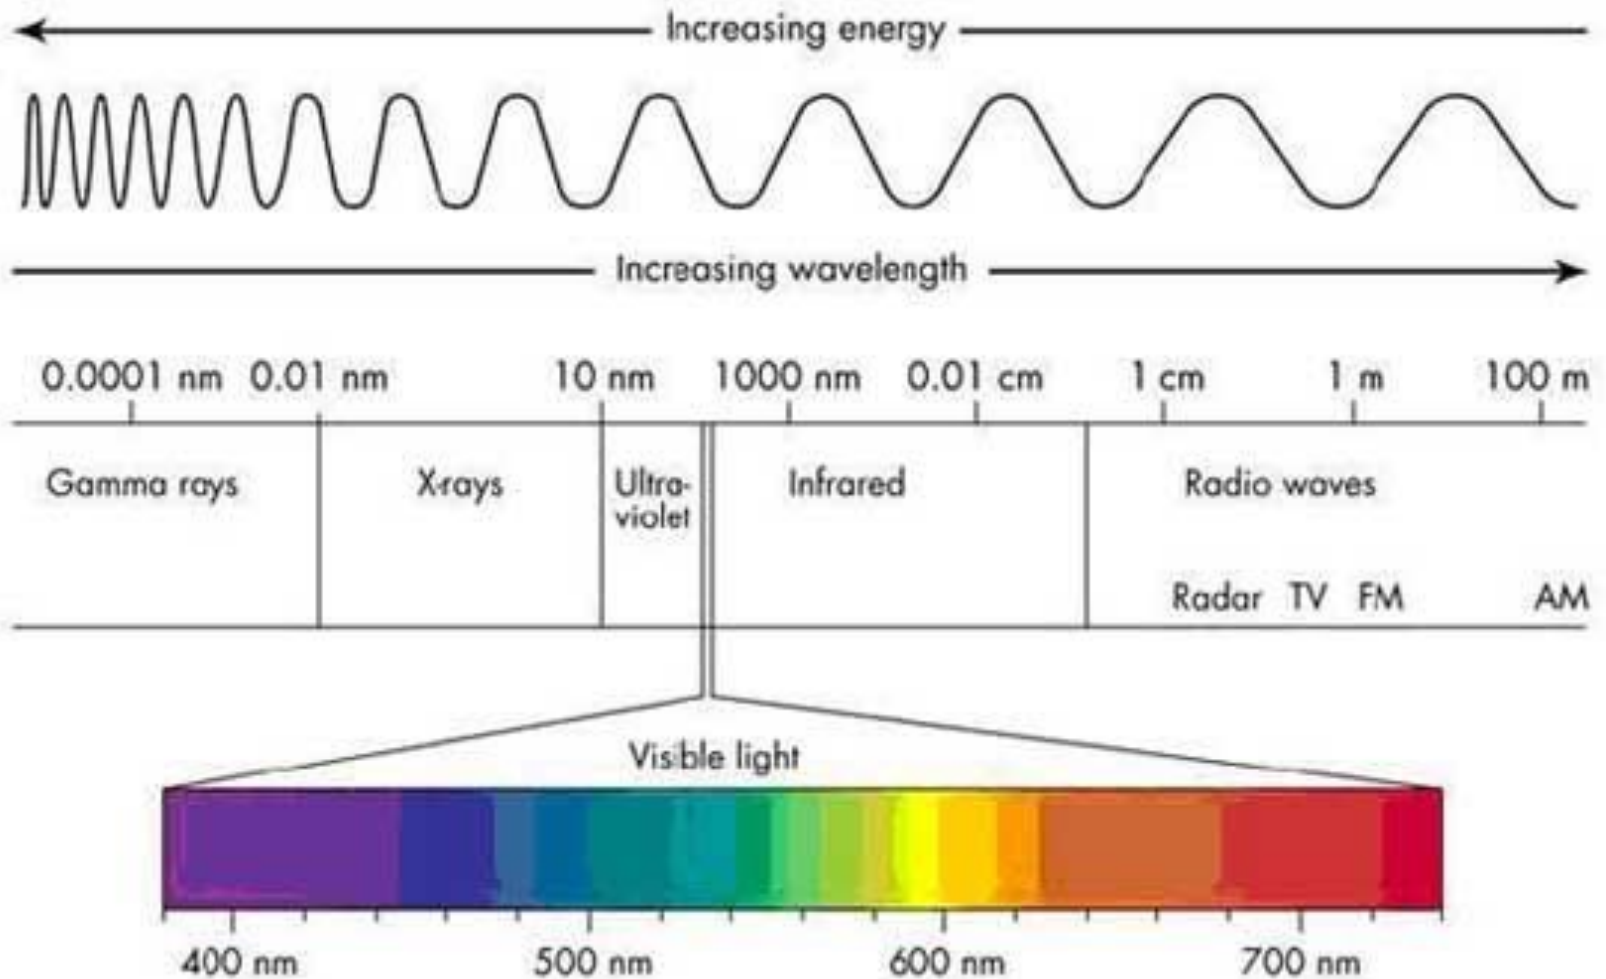 Increasing energy
Increasing wavelength
0.0001 nm 0.01 nm 10 nm 1000 nm 0.01 cm 1 cm 1 m 100 m
Gamma rays X-rays Ultra- Infrared Radio waves
violet
Radar TV FM AM
Visible light
400 nm 500 nm 600 nm 700 nm